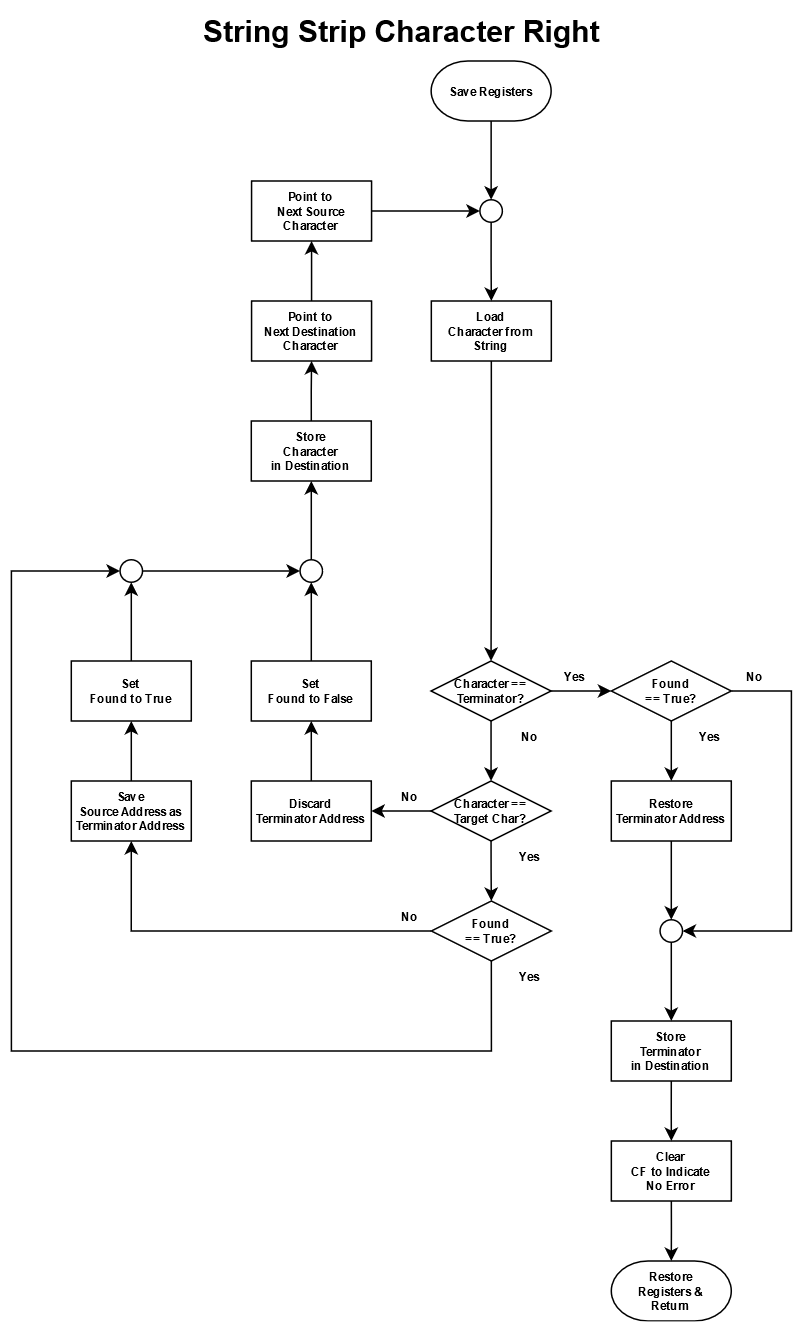 String Strip Character Right
Save Registers
Point to
Next Source
Character
Point to
Next Destination
Character
Load
Character from
String
Store
Character
in Destination
Set
Found to True
Set
Found to False
Character ==
Terminator?
Yes
Found
== True?
No
No
Yes
Save
Source Address as
Terminator Address
Discard
Terminator Address
No
Character ==
Target Char?
Restore
Terminator Address
Yes
No
Found
== True?
Yes
Store
Terminator
in Destination
Clear
CF to Indicate
No Error
Restore
Registers &
Return